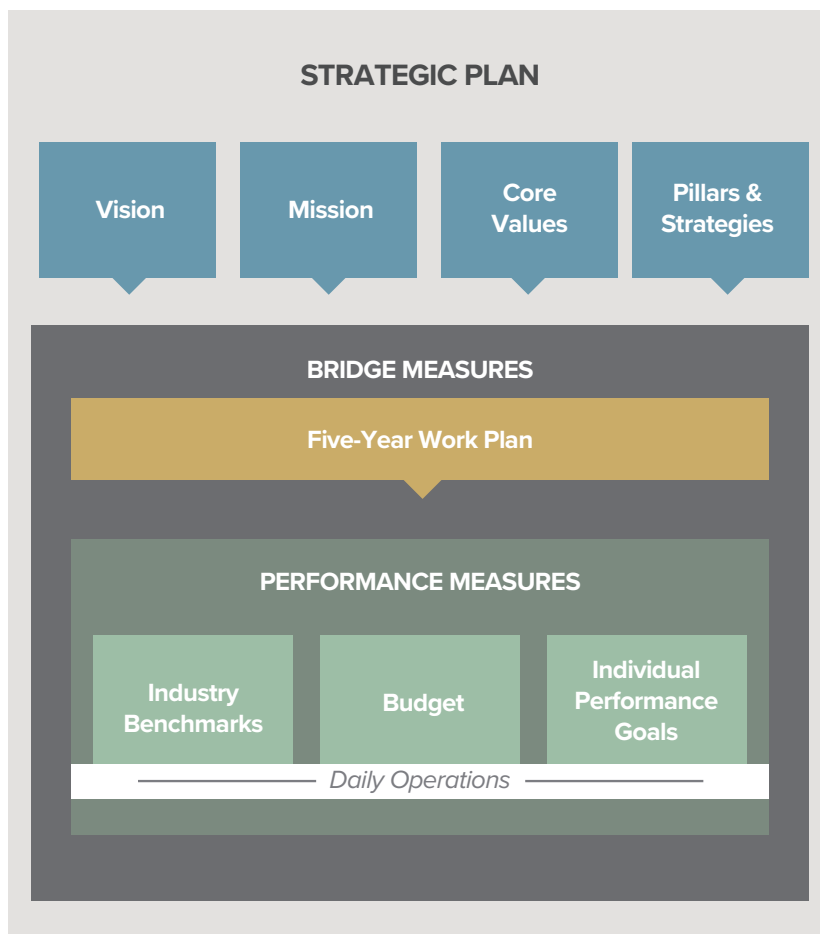 STRATEGIC PLAN
Vision
Mission
Core
Values
Pillars &
Strategies
BRIDGE MEASURES
Five-Year Work Plan
PERFORMANCE MEASURES
Industry
Benchmarks
Budget
Individual
Performance
Goals
Daily Operations